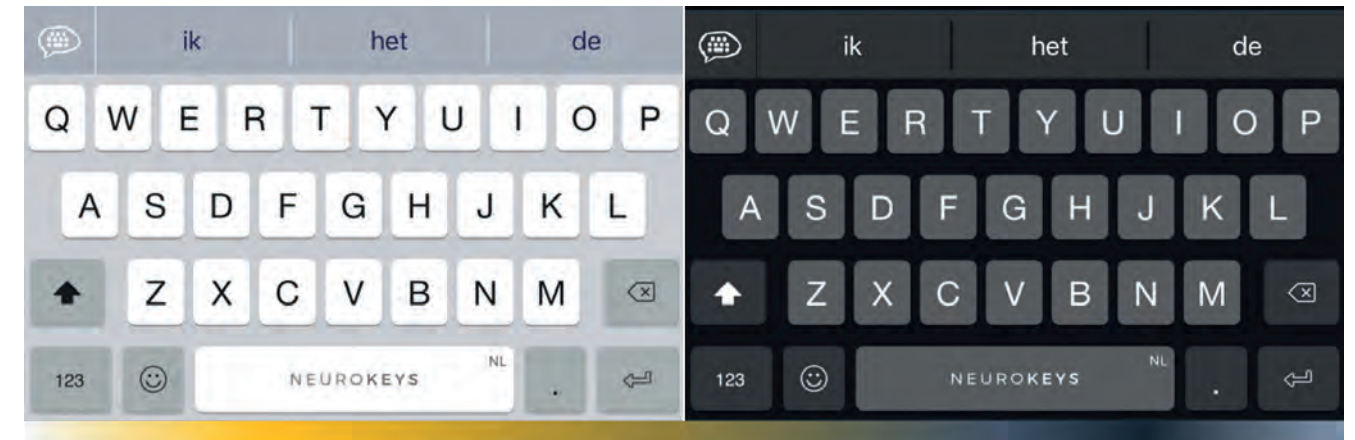 ik het de
Q W E R T Y U I O P
A S D F G H J K L
Z X C V B N M
123 NEUROKEYS NL .
ik het de
Q W E R T Y U I O P
A S D F G H J K L
Z X C V B N M
123 NEUROKEYS NL .